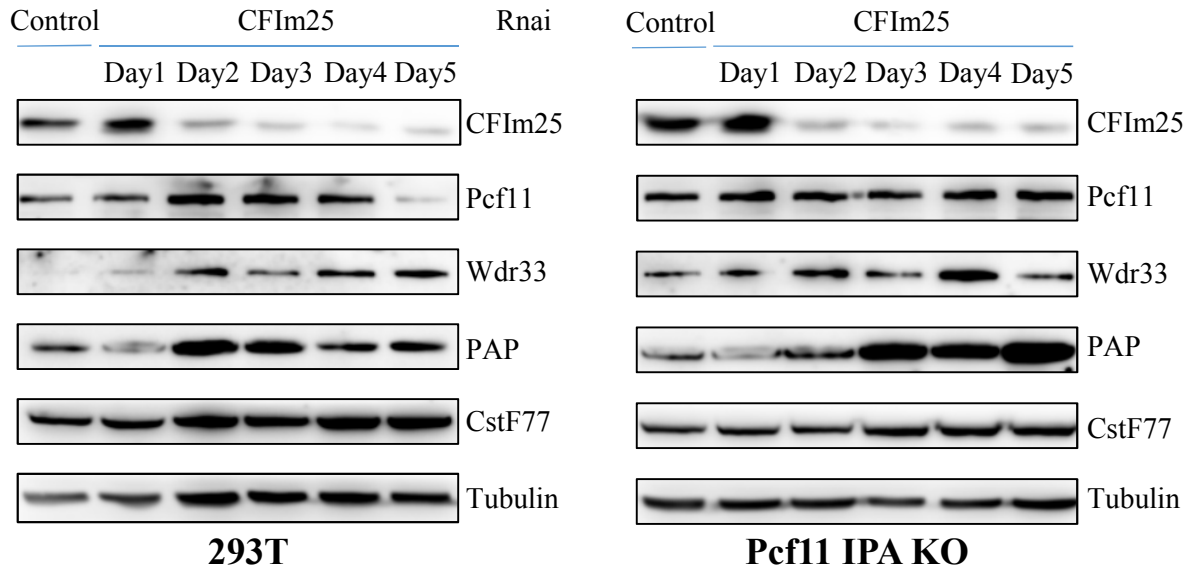 Control CFIm25 Rnai
Day1 Day2 Day3 Day4 Day5
CFIm25
Pcf11
Wdr33
PAP
CstF77
Tubulin
293T
Control CFIm25
Day1 Day2 Day3 Day4 Day5
CFIm25
Pcf11
Wdr33
PAP
CstF77
Tubulin
Pcf11 IPA KO